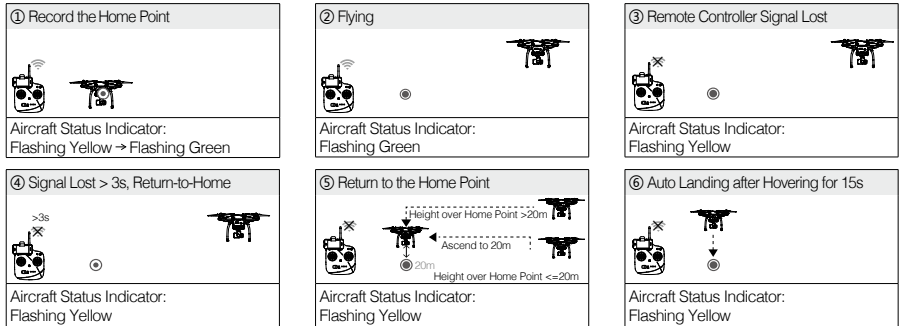 ① Record the Home Point
Aircraft Status Indicator:
Flashing Yellow → Flashing Green
② Flying
Aircraft Status Indicator:
Flashing Green
③ Remote Controller Signal Lost
Aircraft Status Indicator:
Flashing Yellow
④ Signal Lost > 3s, Return-to-Home
>3s
Aircraft Status Indicator:
Flashing Yellow
⑤ Return to the Home Point
Height over Home Point >20m
Ascend to 20m
20m
Height over Home Point <=20m
Aircraft Status Indicator:
Flashing Yellow
⑥ Auto Landing after Hovering for 15s
Aircraft Status Indicator:
Flashing Yellow